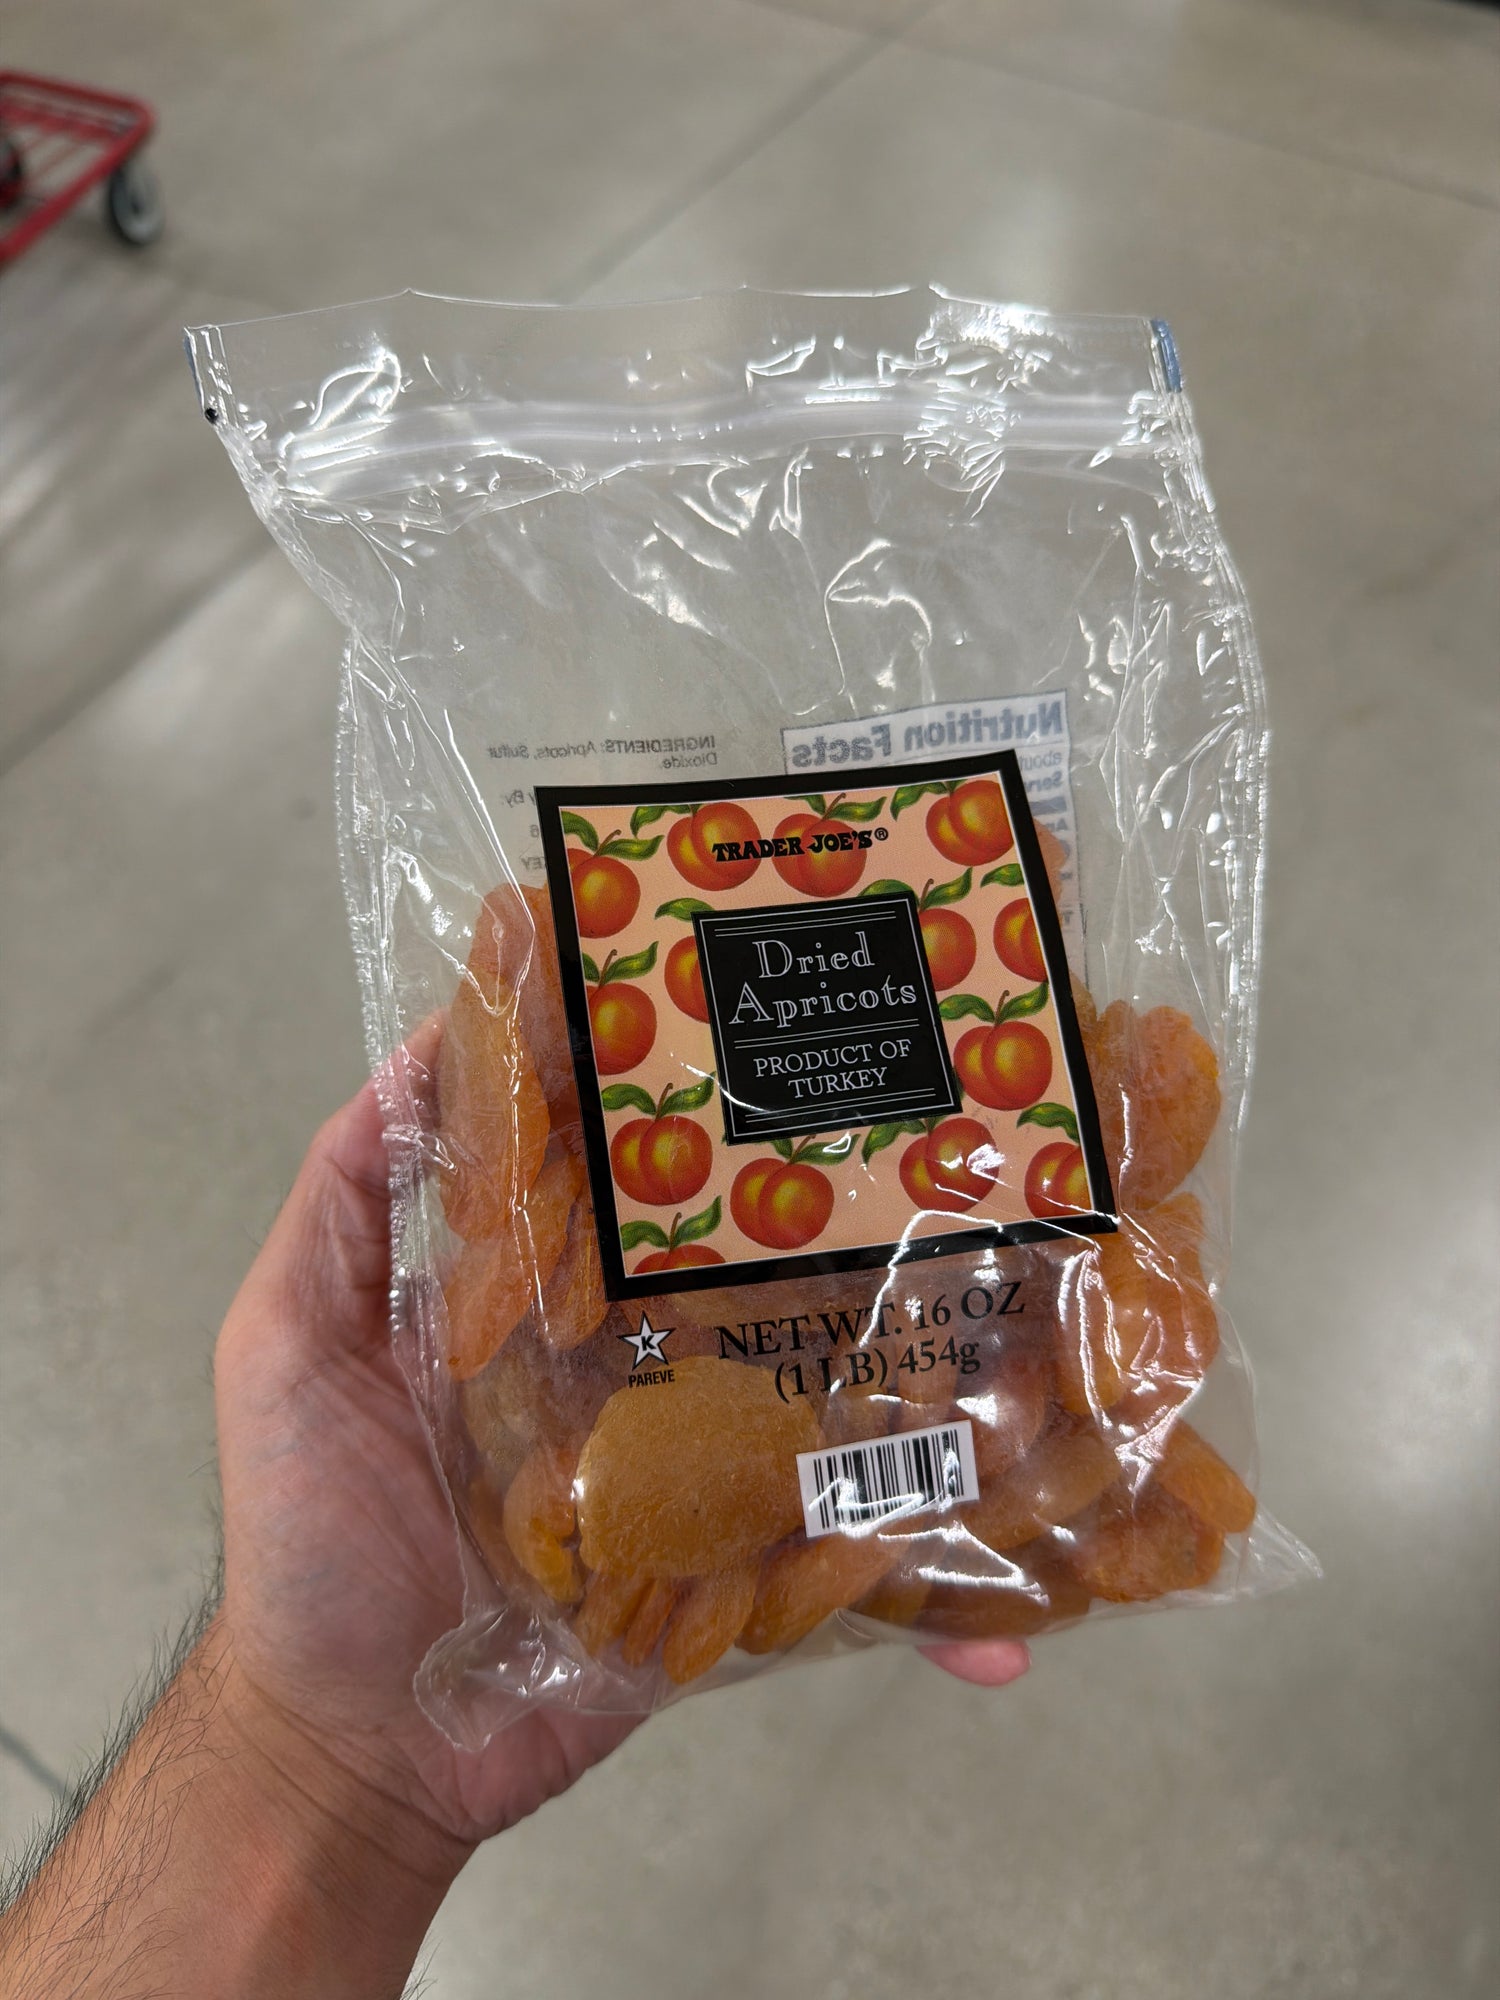 Nutrition Facts
INGREDIENTS: Apricots, Sulfur
Dioxide.
By:
TRADER JOE'S®
Dried
Apricots
PRODUCT OF
TURKEY
K
PAREVE
NET WT. 16 OZ
(1 LB) 454g